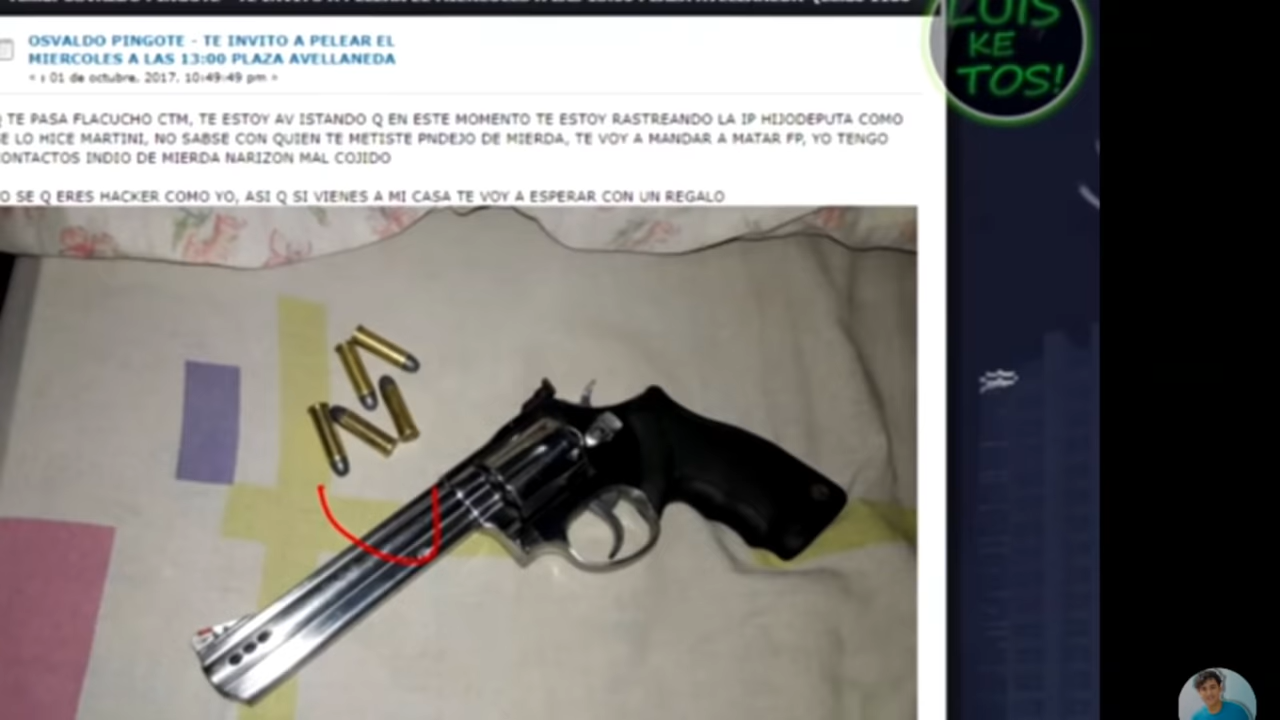 OSVALDO PINGOTE - TE INVITO A PELEAR EL
MIERCOLES A LAS 13:00 PLAZA AVELLANEDA
« : 01 de octubre, 2017, 10:49:49 pm »
TE PASA FLACUCHO CTM, TE ESTOY AV ISTANDO Q EN ESTE MOMENTO TE ESTOY RASTREANDO LA IP HIJODEPUTA COMO
LO HICE MARTINI, NO SABSE CON QUIEN TE METISTE PNDEJO DE MIERDA, TE VOY A MANDAR A MATAR FP, YO TENGO
ONTACTOS INDIO DE MIERDA NARIZON MAL COJIDO
O SE Q ERES HACKER COMO YO, ASI Q SI VIENES A MI CASA TE VOY A ESPERAR CON UN REGALO
LUIS
KE
TOS!